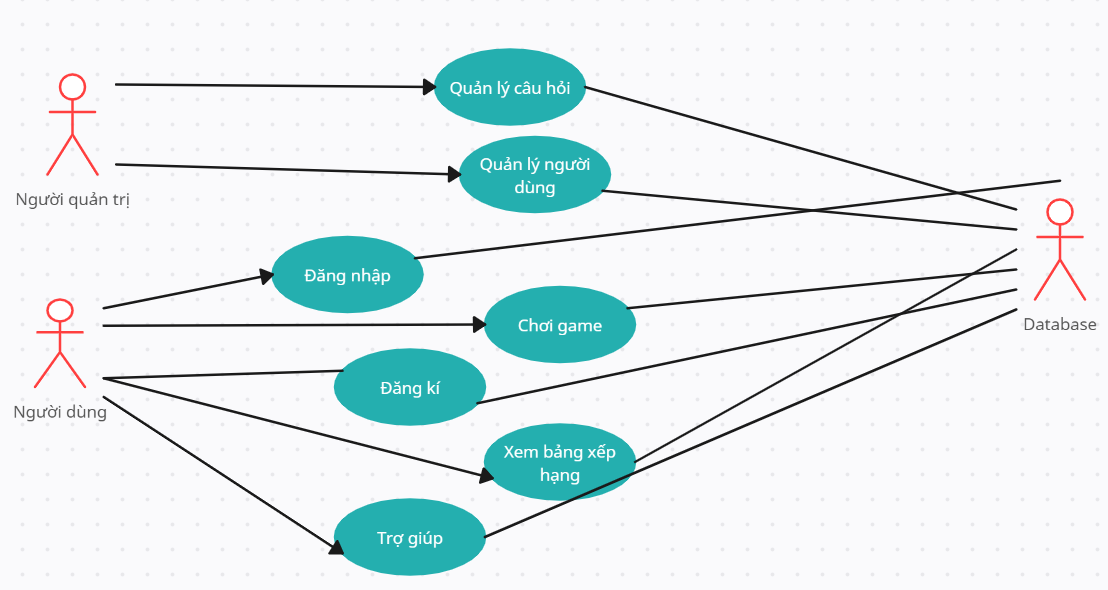 Quản lý câu hỏi
Quản lý người
dùng
Người quản trị
Đăng nhập
Chơi game
Database
Đăng kí
Người dùng
Xem bảng xếp
hạng
Trợ giúp